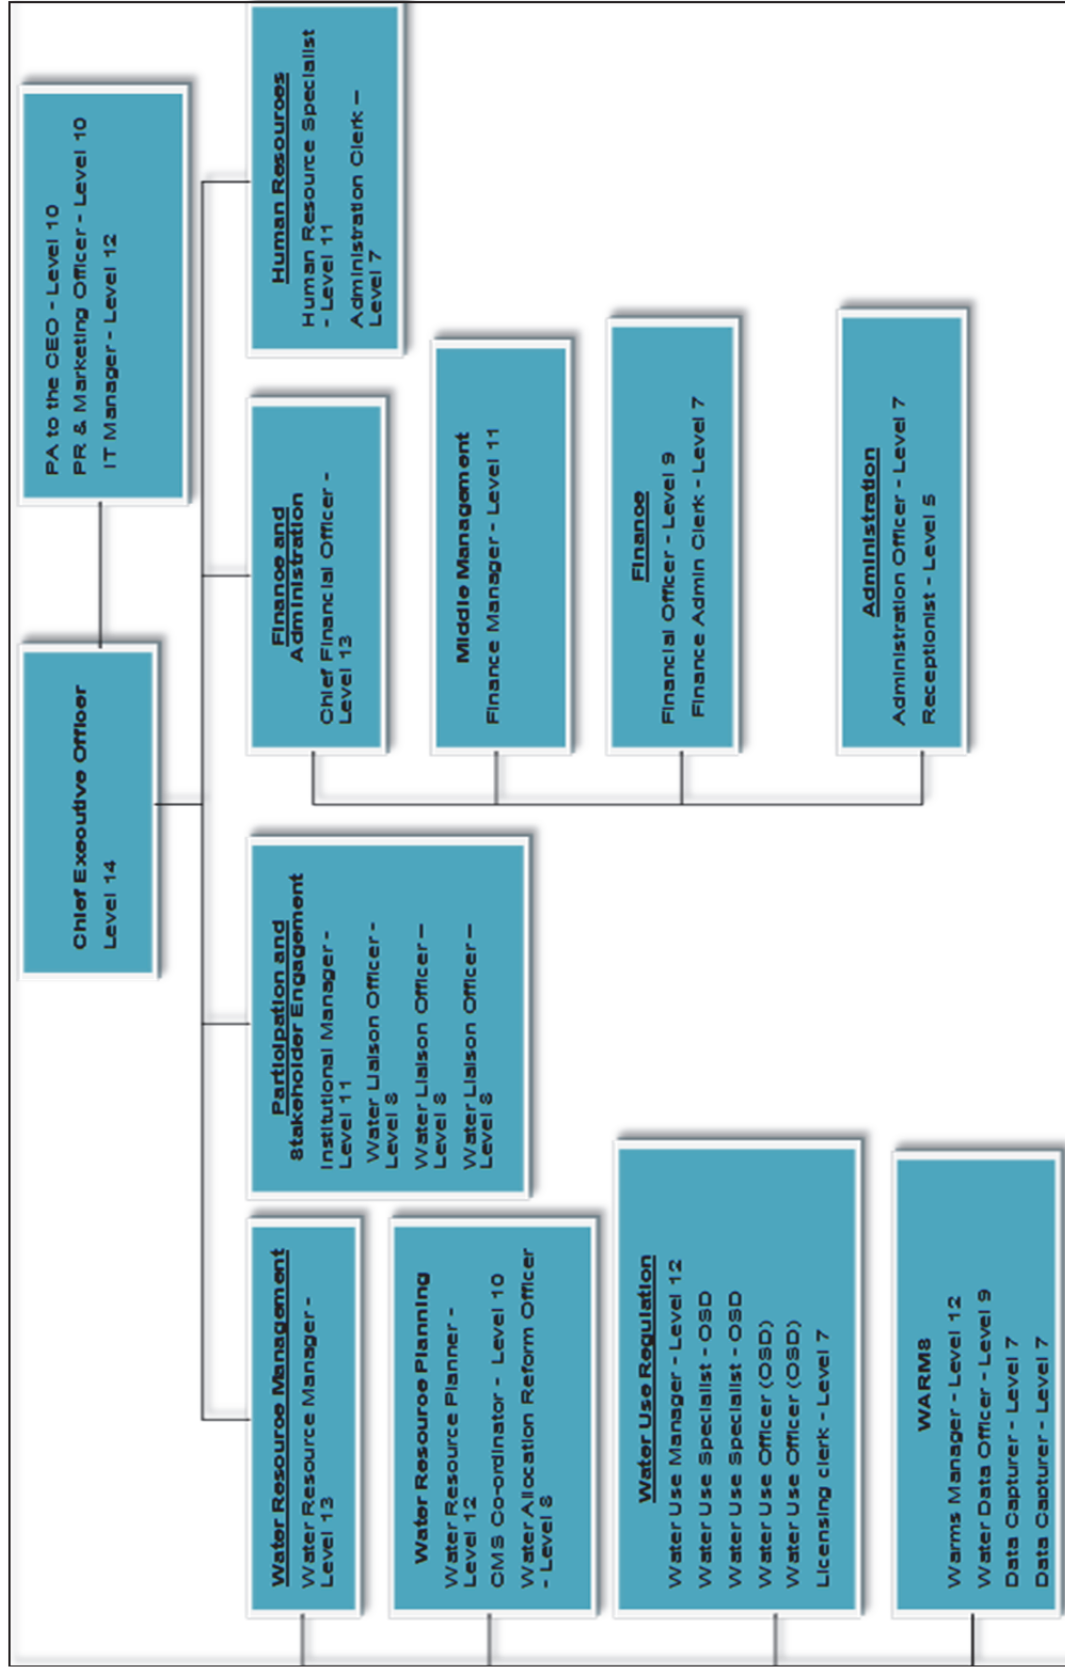 Chief Executive Officer
Level 14
PA to the CEO - Level 10
PR & Marketing Officer - Level 10
IT Manager - Level 12
Water Resource Management
Water Resource Manager -
Level 13
Water Resource Planning
Water Resource Planner -
Level 12
CMS Co-ordinator - Level 10
Water Allocation Reform Officer
- Level 8
Water Use Regulation
Water Use Manager - Level 12
Water Use Specialist - OSD
Water Use Specialist - OSD
Water Use Officer (OSD)
Water Use Officer (OSD)
Licensing clerk - Level 7
WARMS
Warms Manager - Level 12
Water Data Officer - Level 9
Data Capturer - Level 7
Data Capturer - Level 7
Participation and
Stakeholder Engagement
Institutional Manager -
Level 11
Water Liaison Officer -
Level 8
Water Liaison Officer –
Level 8
Water Liaison Officer –
Level 8
Finance and
Administration
Chief Financial Officer -
Level 13
Middle Management
Finance Manager - Level 11
Finance
Financial Officer - Level 9
Finance Admin Clerk - Level 7
Administration
Administration Officer - Level 7
Receptionist - Level 5
Human Resources
Human Resource Specialist
- Level 11
Administration Clerk –
Level 7